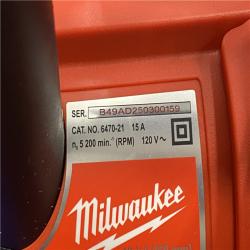 SER. B49AD250300159
CAT. NO. 6470-21 15 A
n₀ 5 200 min.⁻¹ (RPM) 120 V~
Milwaukee